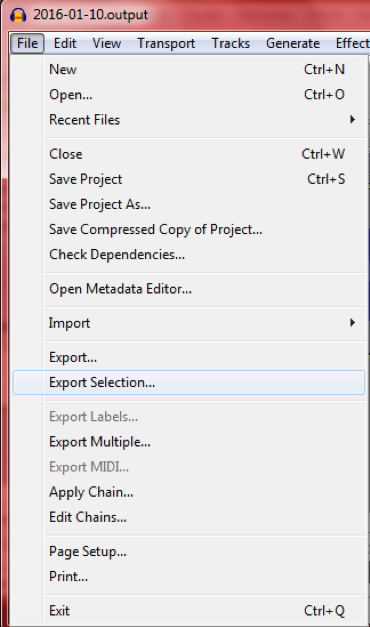 2016-01-10.output
File Edit View Transport Tracks Generate Effect
New Ctrl+N
Open... Ctrl+O
Recent Files
Close Ctrl+W
Save Project Ctrl+S
Save Project As...
Save Compressed Copy of Project...
Check Dependencies...
Open Metadata Editor...
Import
Export...
Export Selection...
Export Labels...
Export Multiple...
Export MIDI...
Apply Chain...
Edit Chains...
Page Setup...
Print...
Exit Ctrl+Q